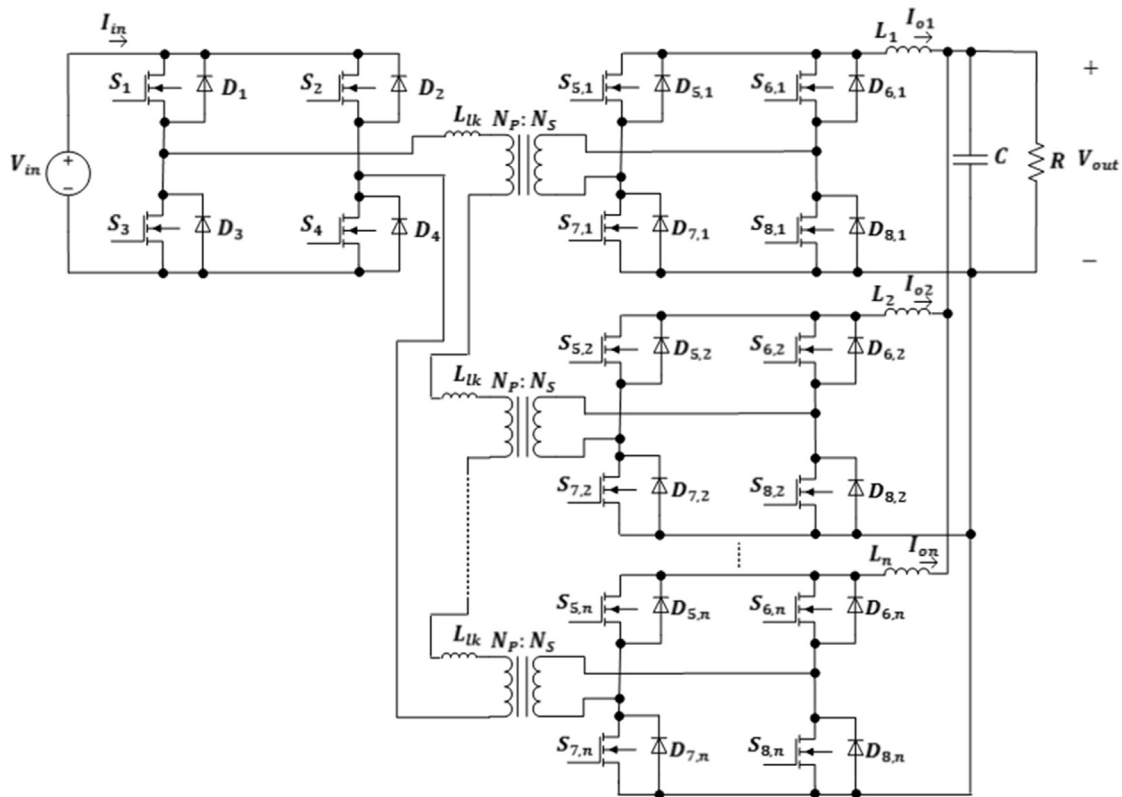 I_in
S_1
D_1
S_2
D_2
V_in
+
−
S_3
D_3
S_4
D_4
L_lk
N_P: N_S
S_5,1
D_5,1
S_6,1
D_6,1
S_7,1
D_7,1
S_8,1
D_8,1
L_1
I_o1
C
R
+
V_out
−
L_lk
N_P: N_S
S_5,2
D_5,2
S_6,2
D_6,2
S_7,2
D_7,2
S_8,2
D_8,2
L_2
I_o2
L_lk
N_P: N_S
S_5,n
D_5,n
S_6,n
D_6,n
S_7,n
D_7,n
S_8,n
D_8,n
L_n
I_on